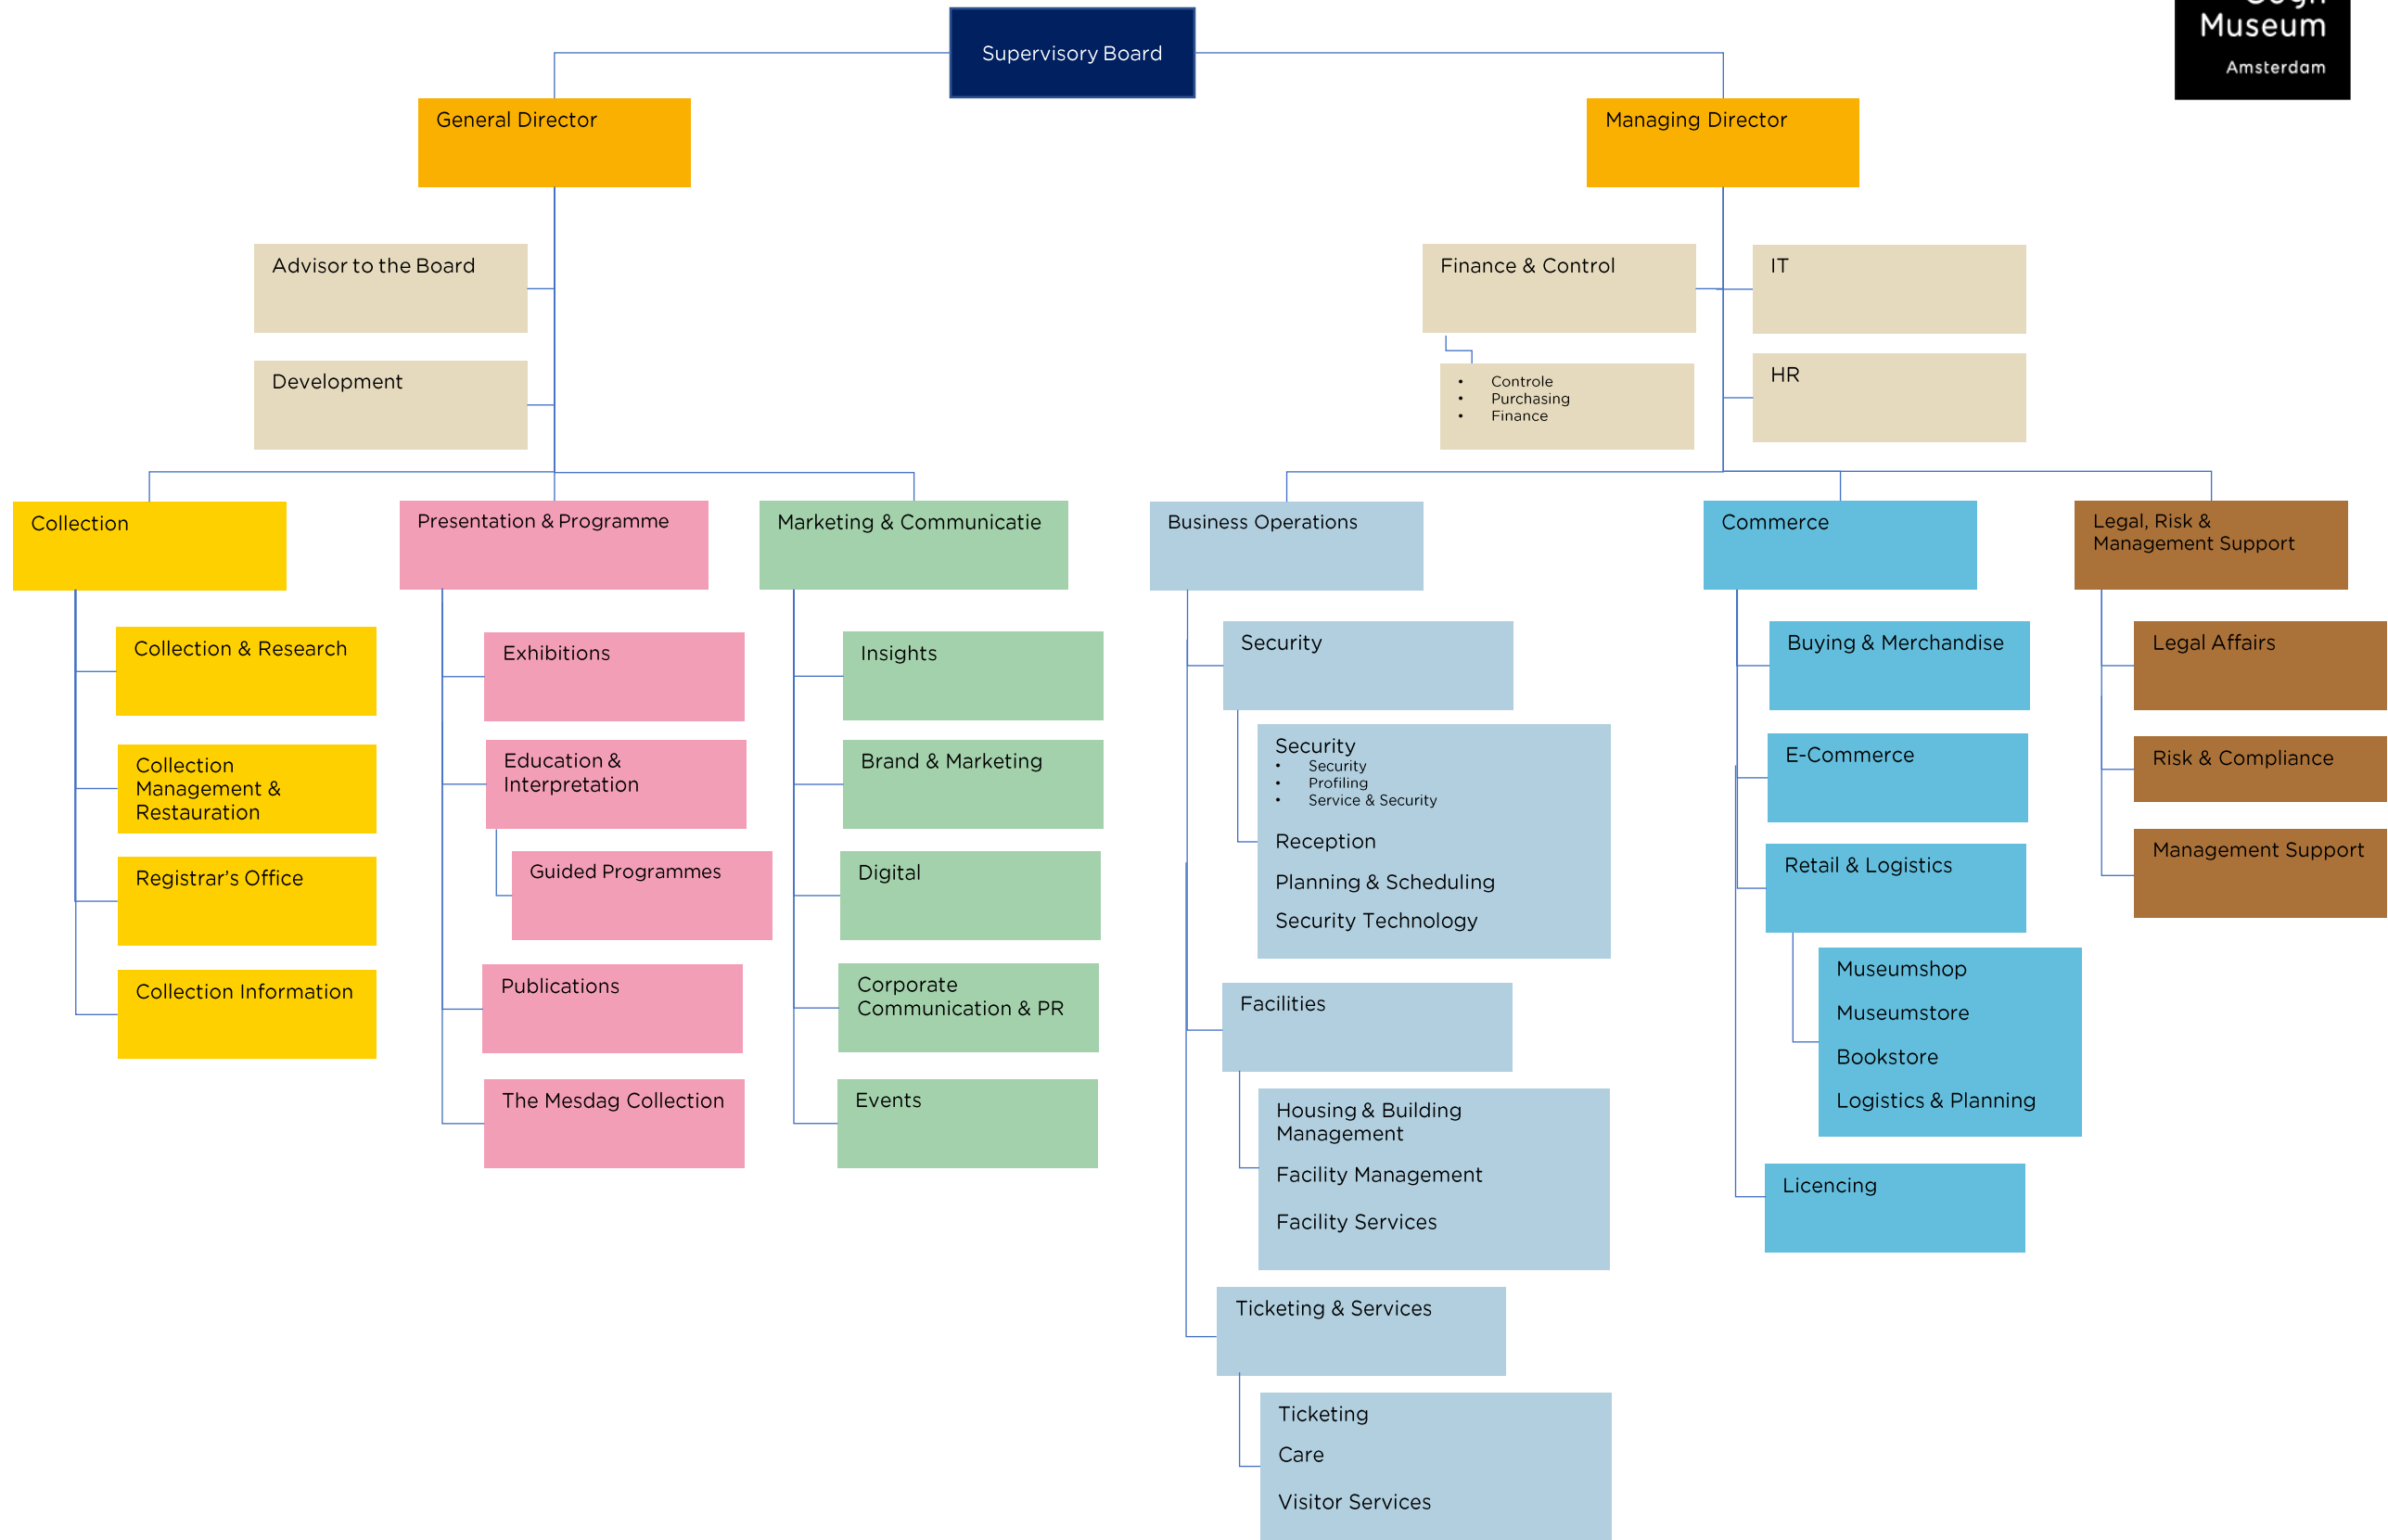 Museum
Amsterdam
Supervisory Board
General Director
Managing Director
Advisor to the Board
Development
Finance & Control
• Controle
• Purchasing
• Finance
IT
HR
Collection
Collection & Research
Collection
Management &
Restauration
Registrar’s Office
Collection Information
Presentation & Programme
Exhibitions
Education &
Interpretation
Guided Programmes
Publications
The Mesdag Collection
Marketing & Communicatie
Insights
Brand & Marketing
Digital
Corporate
Communication & PR
Events
Business Operations
Security
Security
• Security
• Profiling
• Service & Security
Reception
Planning & Scheduling
Security Technology
Facilities
Housing & Building
Management
Facility Management
Facility Services
Ticketing & Services
Ticketing
Care
Visitor Services
Commerce
Buying & Merchandise
E-Commerce
Retail & Logistics
Museumshop
Museumstore
Bookstore
Logistics & Planning
Licencing
Legal, Risk &
Management Support
Legal Affairs
Risk & Compliance
Management Support